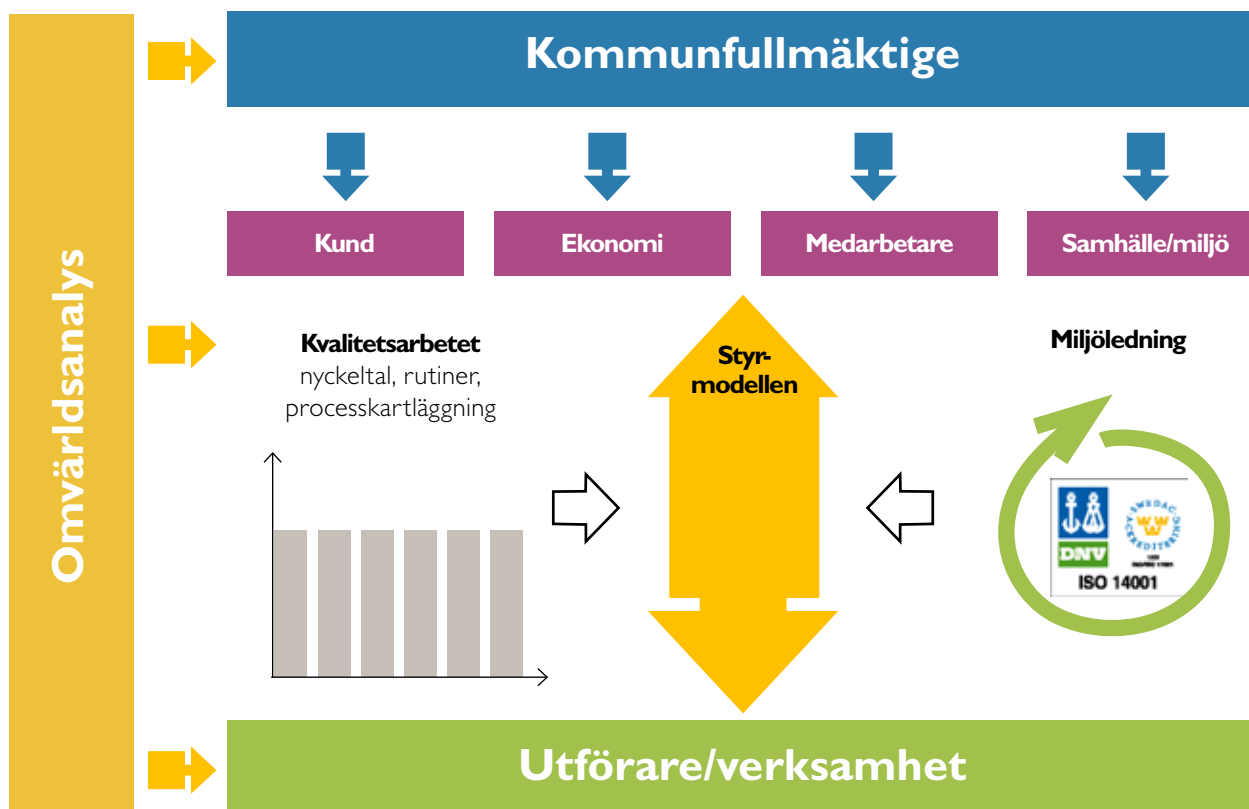 Omvärldsanalys
Kommunfullmäktige
Kund
Ekonomi
Medarbetare
Samhälle/miljö
Kvalitetsarbetet
nyckeltal, rutiner,
processkartläggning
Styr-
modellen
Miljöledning
DNV
SWEDAC
ACKREDITERING
ISO 14001
Utförare/verksamhet